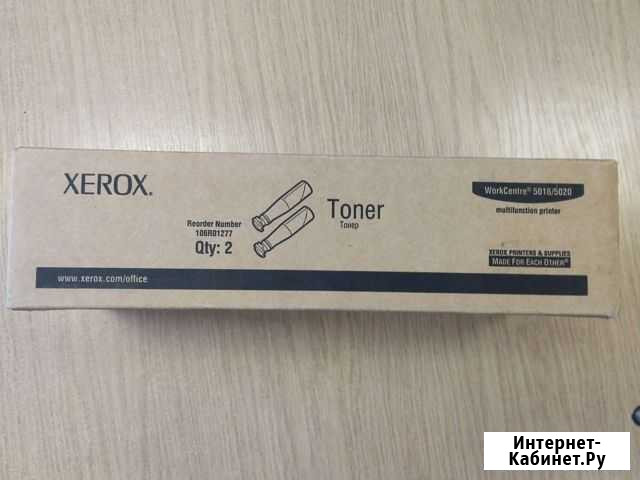 XEROX.
Reorder Number
106R01277
Qty: 2
Toner
Тонер
WorkCentre® 5016/5020
multifunction printer
XEROX PRINTERS & SUPPLIES
MADE FOR EACH OTHER®
www.xerox.com/office
Интернет-
Кабинет.Ру